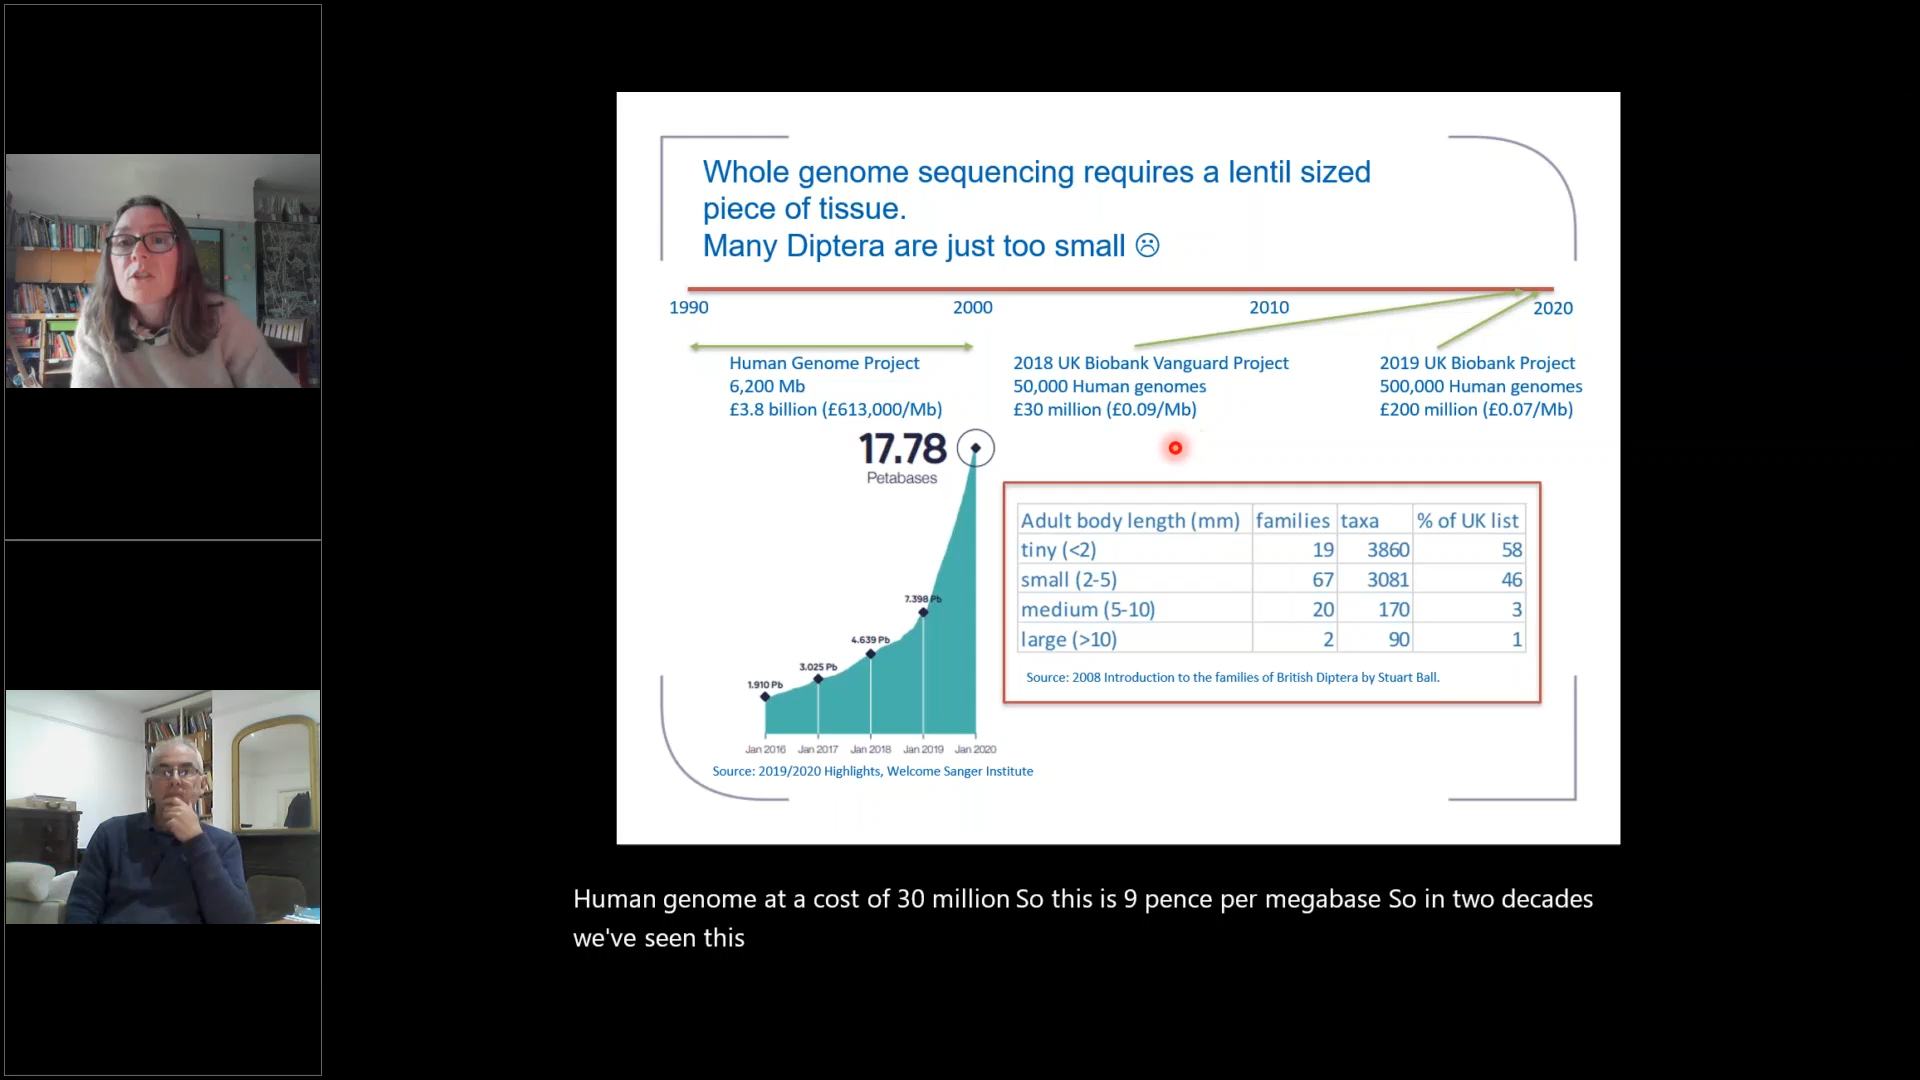 Whole genome sequencing requires a lentil sized
piece of tissue.
Many Diptera are just too small ☹
1990
2000
2010
2020
Human Genome Project
6,200 Mb
£3.8 billion (£613,000/Mb)
2018 UK Biobank Vanguard Project
50,000 Human genomes
£30 million (£0.09/Mb)
2019 UK Biobank Project
500,000 Human genomes
£200 million (£0.07/Mb)
17.78
Petabases
7.398 Pb
4.639 Pb
3.025 Pb
1.910 Pb
Jan 2016 Jan 2017 Jan 2018 Jan 2019 Jan 2020
Source: 2019/2020 Highlights, Welcome Sanger Institute
Adult body length (mm) families taxa % of UK list
tiny (<2) 19 3860 58
small (2-5) 67 3081 46
medium (5-10) 20 170 3
large (>10) 2 90 1
Source: 2008 Introduction to the families of British Diptera by Stuart Ball.
Human genome at a cost of 30 million So this is 9 pence per megabase So in two decades
we've seen this